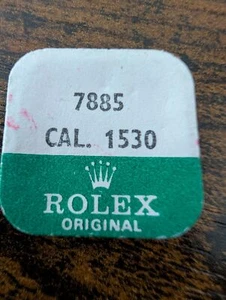 7885
CAL. 1530
ROLEX
ORIGINAL